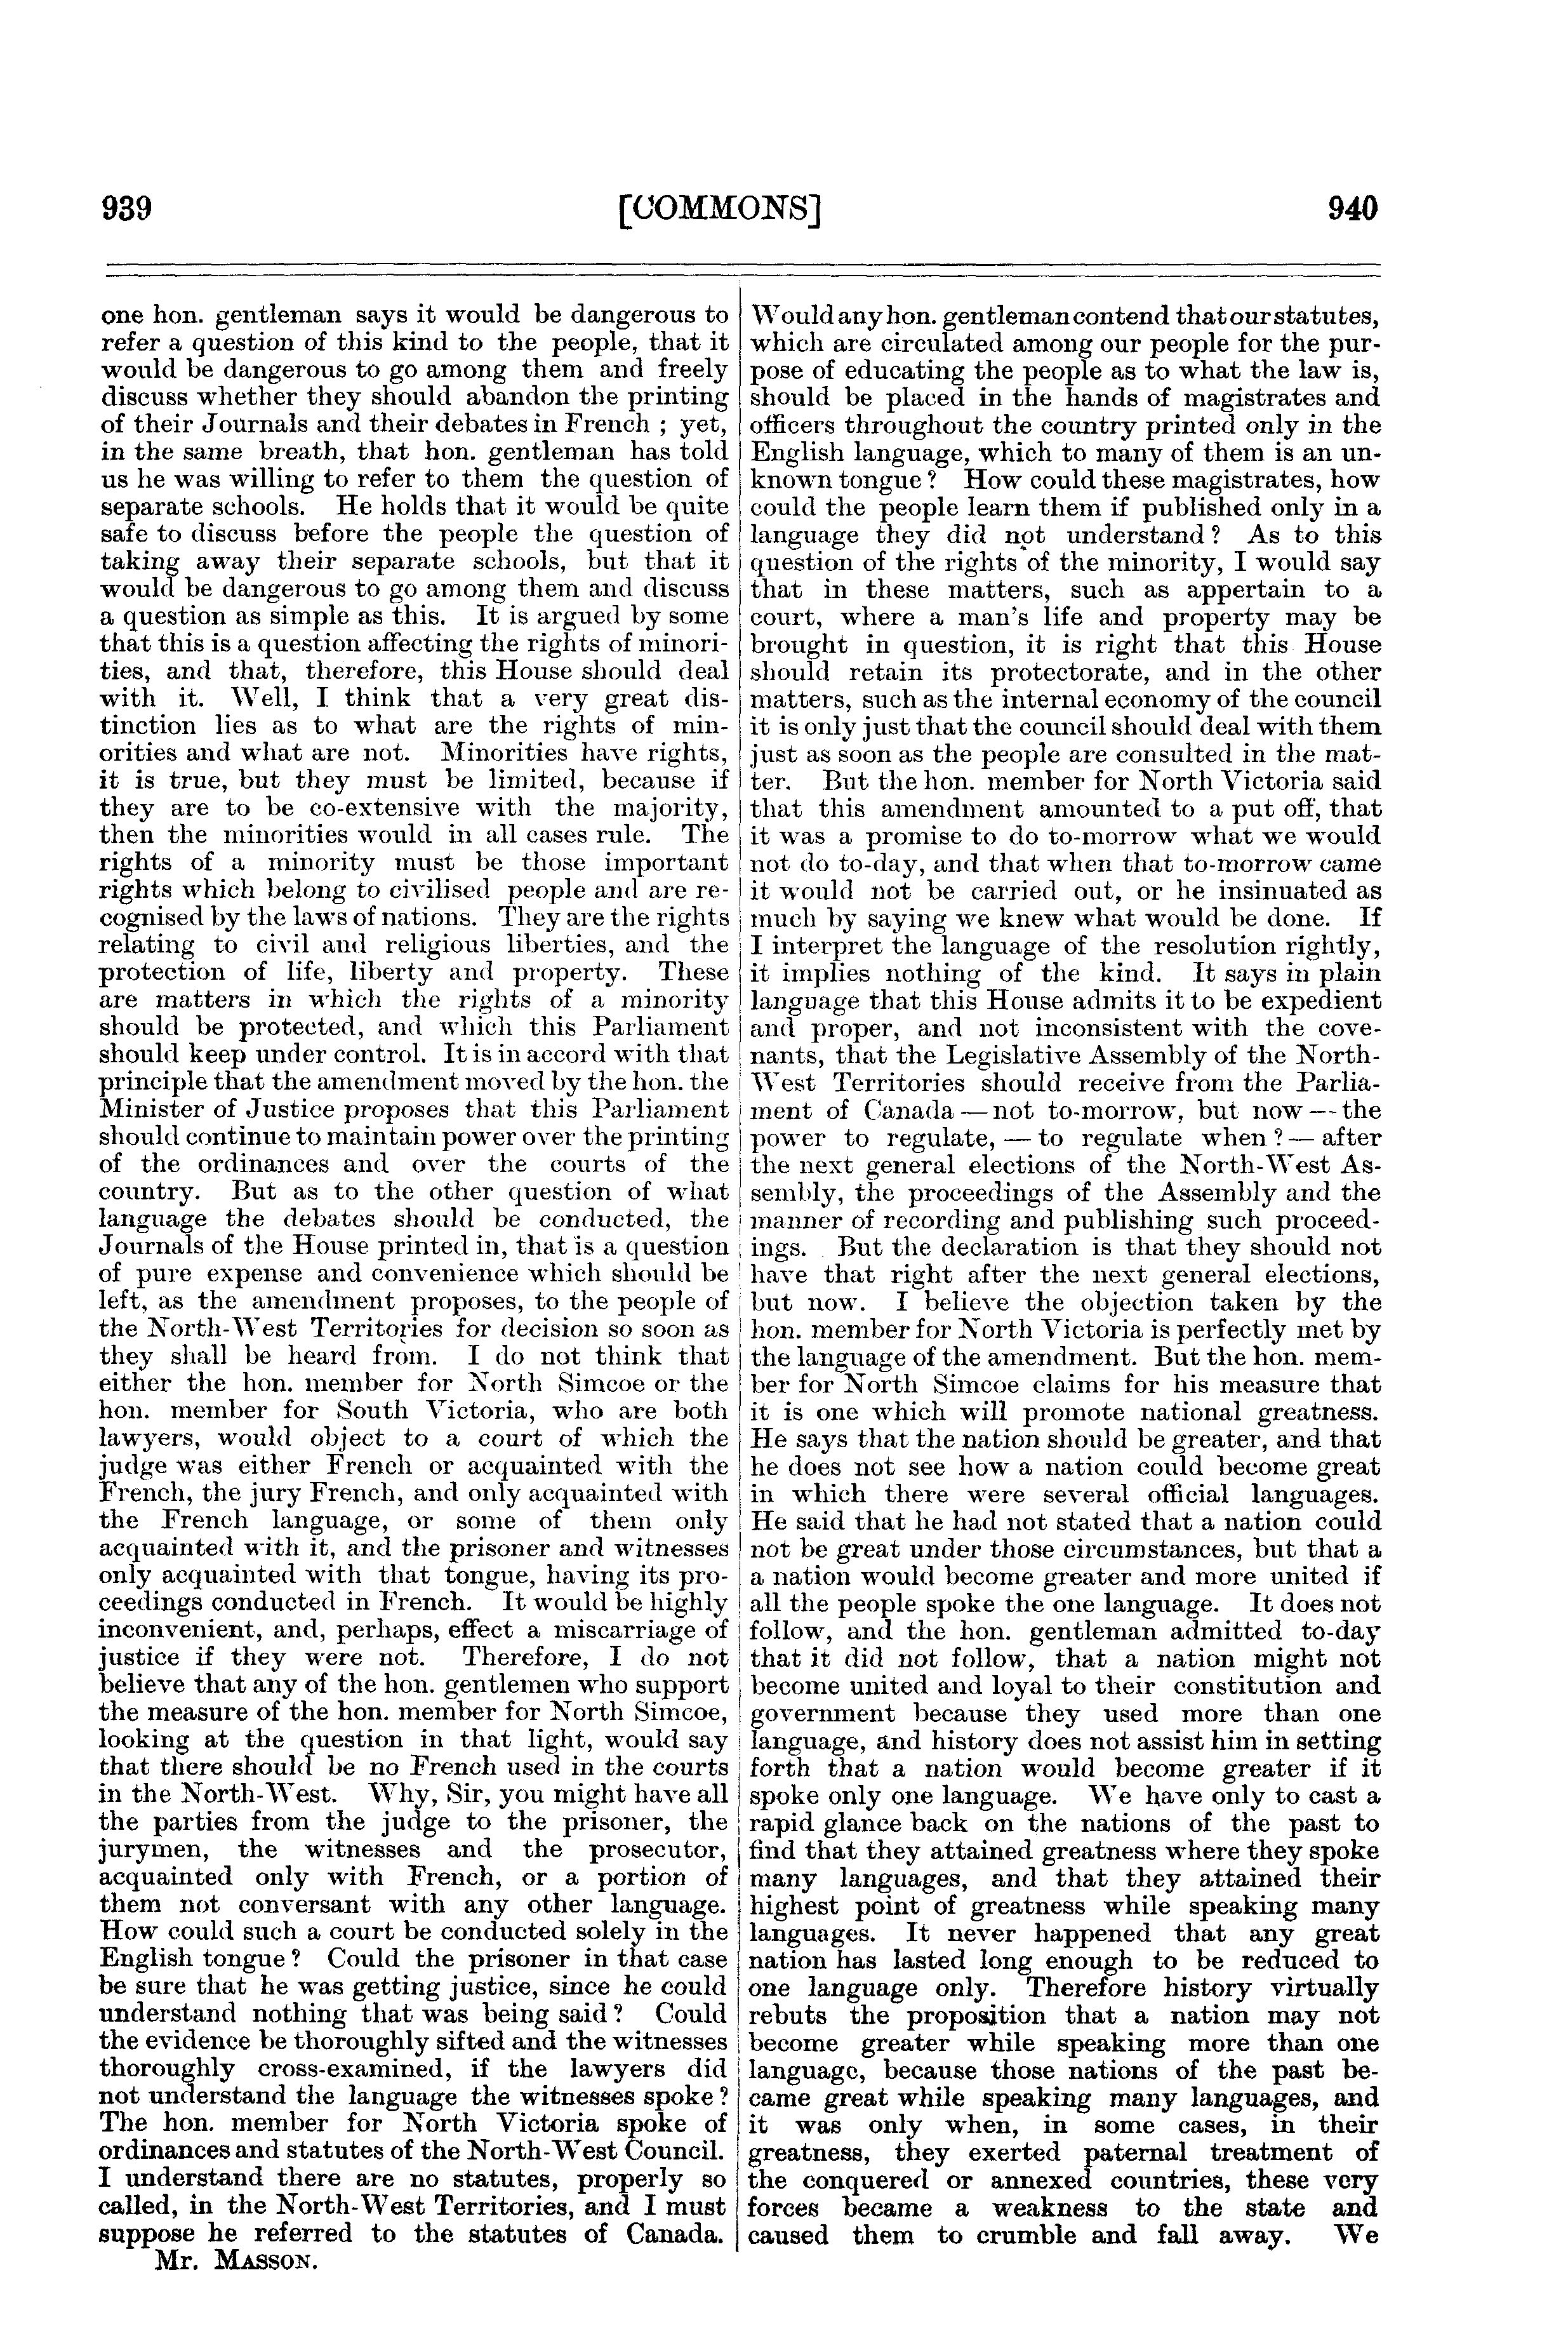 939
[COMMONS]
940
one hon. gentleman says it would be dangerous to
refer a question of this kind to the people, that it
would be dangerous to go among them and freely
discuss whether they should abandon the printing
of their Journals and their debates in French ; yet,
in the same breath, that hon. gentleman has told
us he was willing to refer to them the question of
separate schools. He holds that it would be quite
safe to discuss before the people the question of
taking away their separate schools, but that it
would be dangerous to go among them and discuss
a question as simple as this. It is argued by some
that this is a question affecting the rights of minori-
ties, and that, therefore, this House should deal
with it. Well, I think that a very great dis-
tinction lies as to what are the rights of min-
orities and what are not. Minorities have rights,
it is true, but they must be limited, because if
they are to be co-extensive with the majority,
then the minorities would in all cases rule. The
rights of a minority must be those important
rights which belong to civilised people and are re-
cognised by the laws of nations. They are the rights
relating to civil and religious liberties, and the
protection of life, liberty and property. These
are matters in which the rights of a minority
should be protected, and which this Parliament
should keep under control. It is in accord with that
principle that the amendment moved by the hon. the
Minister of Justice proposes that this Parliament
should continue to maintain power over the printing
of the ordinances and over the courts of the
country. But as to the other question of what
language the debates should be conducted, the
Journals of the House printed in, that is a question
of pure expense and convenience which should be
left, as the amendment proposes, to the people of
the North-West Territories for decision so soon as
they shall be heard from. I do not think that
either the hon. member for North Simcoe or the
hon. member for South Victoria, who are both
lawyers, would object to a court of which the
judge was either French or acquainted with the
French, the jury French, and only acquainted with
the French language, or some of them only
acquainted with it, and the prisoner and witnesses
only acquainted with that tongue, having its pro-
ceedings conducted in French. It would be highly
inconvenient, and, perhaps, effect a miscarriage of
justice if they were not. Therefore, I do not
believe that any of the hon. gentlemen who support
the measure of the hon. member for North Simcoe,
looking at the question in that light, would say
that there should be no French used in the courts
in the North-West. Why, Sir, you might have all
the parties from the judge to the prisoner, the
jurymen, the witnesses and the prosecutor,
acquainted only with French, or a portion of
them not conversant with any other language.
How could such a court be conducted solely in the
English tongue ? Could the prisoner in that case
be sure that he was getting justice, since he could
understand nothing that was being said ? Could
the evidence be thoroughly sifted and the witnesses
thoroughly cross-examined, if the lawyers did
not understand the language the witnesses spoke ?
The hon. member for North Victoria spoke of
ordinances and statutes of the North-West Council.
I understand there are no statutes, properly so
called, in the North-West Territories, and I must
suppose he referred to the statutes of Canada.
Mr. MASSON.
Would any hon. gentleman contend that our statutes,
which are circulated among our people for the pur-
pose of educating the people as to what the law is,
should be placed in the hands of magistrates and
officers throughout the country printed only in the
English language, which to many of them is an un-
known tongue ? How could these magistrates, how
could the people learn them if published only in a
language they did not understand ? As to this
question of the rights of the minority, I would say
that in these matters, such as appertain to a
court, where a man's life and property may be
brought in question, it is right that this House
should retain its protectorate, and in the other
matters, such as the internal economy of the council
it is only just that the council should deal with them
just as soon as the people are consulted in the mat-
ter. But the hon. member for North Victoria said
that this amendment amounted to a put off, that
it was a promise to do to-morrow what we would
not do to-day, and that when that to-morrow came
it would not be carried out, or he insinuated as
much by saying we knew what would be done. If
I interpret the language of the resolution rightly,
it implies nothing of the kind. It says in plain
language that this House admits it to be expedient
and proper, and not inconsistent with the cove-
nants, that the Legislative Assembly of the North-
West Territories should receive from the Parlia-
ment of Canada — not to-morrow, but now — the
power to regulate, — to regulate when ? — after
the next general elections of the North-West As-
sembly, the proceedings of the Assembly and the
manner of recording and publishing such proceed-
ings. But the declaration is that they should not
have that right after the next general elections,
but now. I believe the objection taken by the
hon. member for North Victoria is perfectly met by
the language of the amendment. But the hon. mem-
ber for North Simcoe claims for his measure that
it is one which will promote national greatness.
He says that the nation should be greater, and that
he does not see how a nation could become great
in which there were several official languages.
He said that he had not stated that a nation could
not be great under those circumstances, but that a
a nation would become greater and more united if
all the people spoke the one language. It does not
follow, and the hon. gentleman admitted to-day
that it did not follow, that a nation might not
become united and loyal to their constitution and
government because they used more than one
language, and history does not assist him in setting
forth that a nation would become greater if it
spoke only one language. We have only to cast a
rapid glance back on the nations of the past to
find that they attained greatness where they spoke
many languages, and that they attained their
highest point of greatness while speaking many
languages. It never happened that any great
nation has lasted long enough to be reduced to
one language only. Therefore history virtually
rebuts the proposition that a nation may not
become greater while speaking more than one
language, because those nations of the past be-
came great while speaking many languages, and
it was only when, in some cases, in their
greatness, they exerted paternal treatment of
the conquered or annexed countries, these very
forces became a weakness to the state and
caused them to crumble and fall away. We